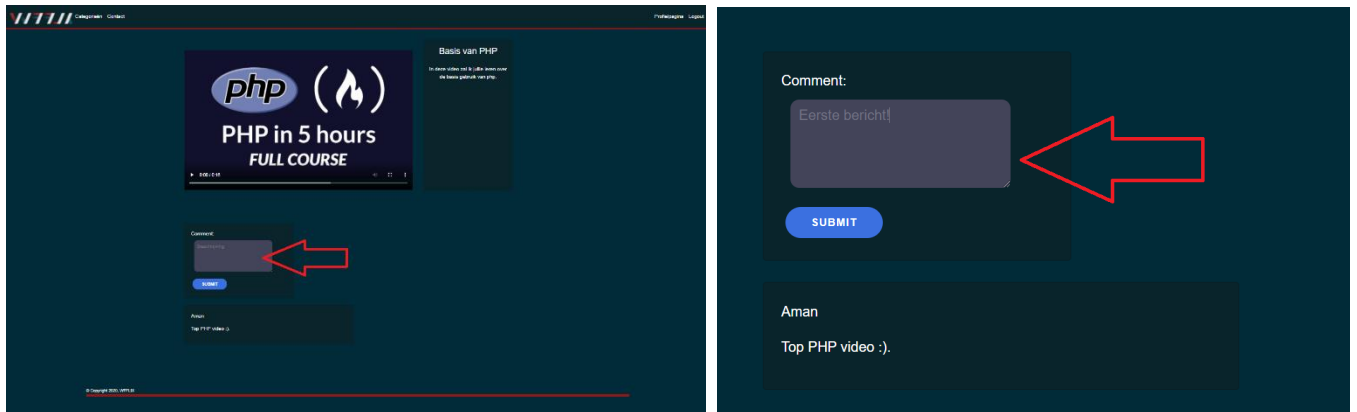 Categorieën Contact
Profielpagina Logout
php
PHP in 5 hours
FULL COURSE
0:00 / 0:15
Basis van PHP
In deze video zal ik jullie leren over
de basis gebruik van php.
Comment:
SUBMIT
Aman
Top PHP video :).
© Copyright 2020,
Comment:
Eerste bericht!
SUBMIT
Aman
Top PHP video :).